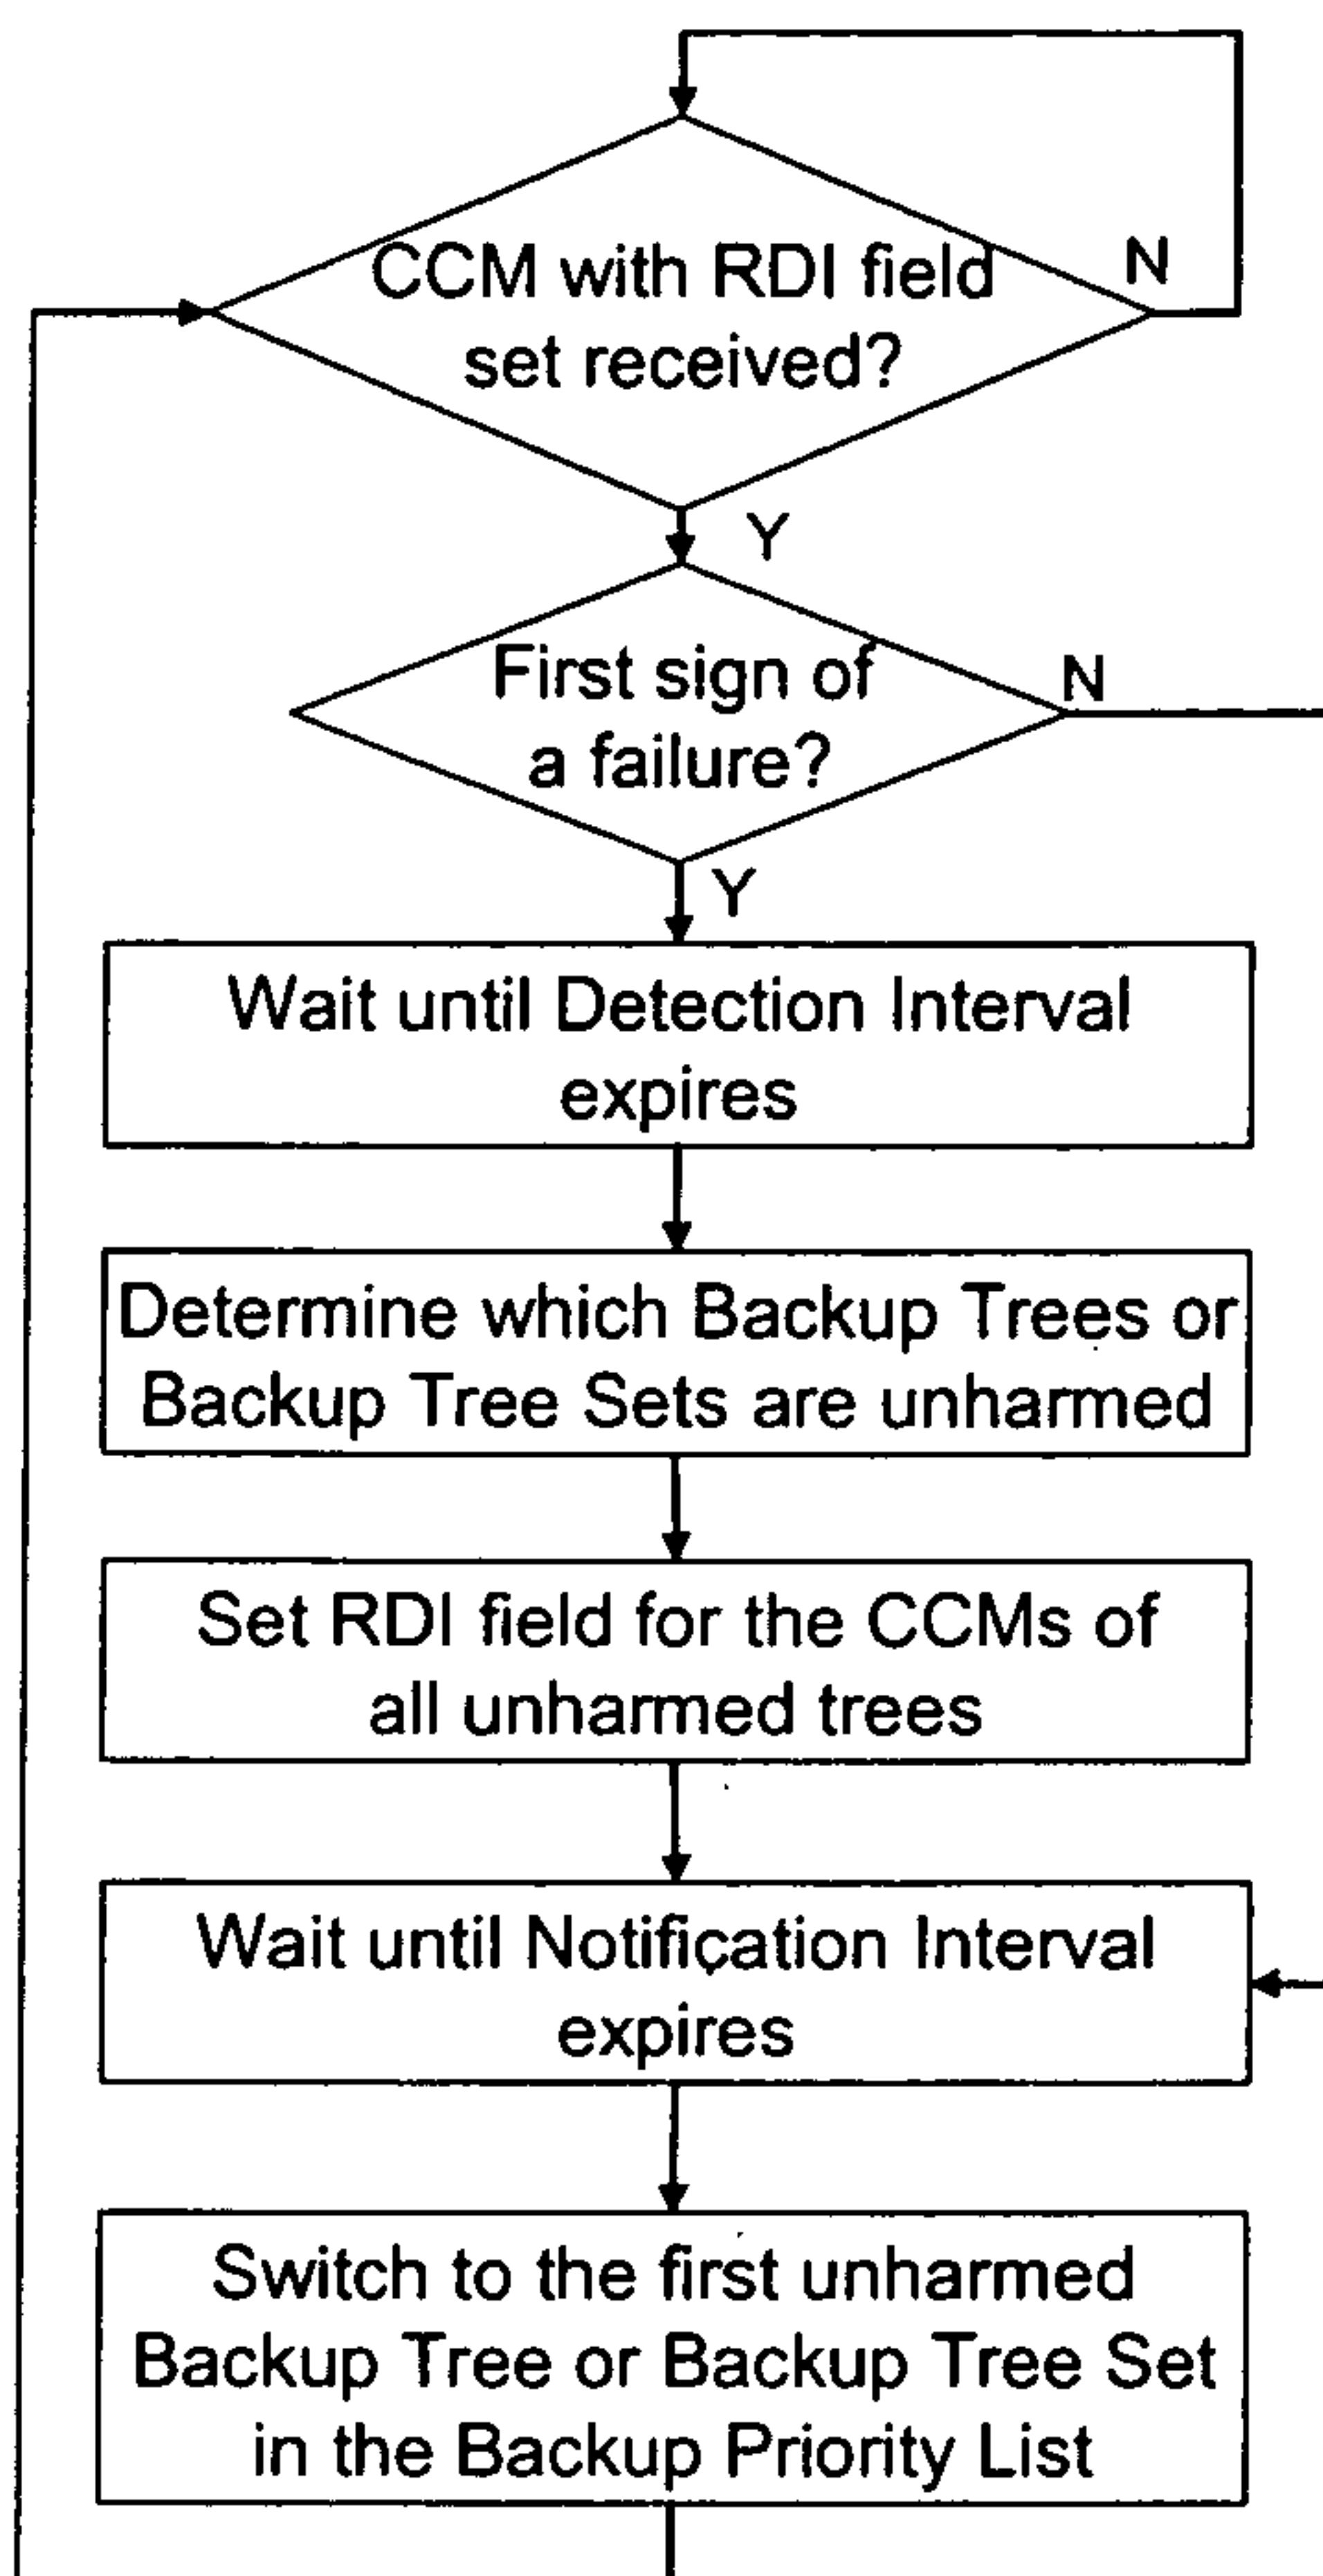 CCM with RDI field
N
set received?
Y
First sign of
N
a failure?
Y
Wait until Detection Interval
expires
Determine which Backup Trees or
Backup Tree Sets are unharmed
Set RDI field for the CCMs of
all unharmed trees
Wait until Notification Interval
expires
Switch to the first unharmed
Backup Tree or Backup Tree Set
in the Backup Priority List